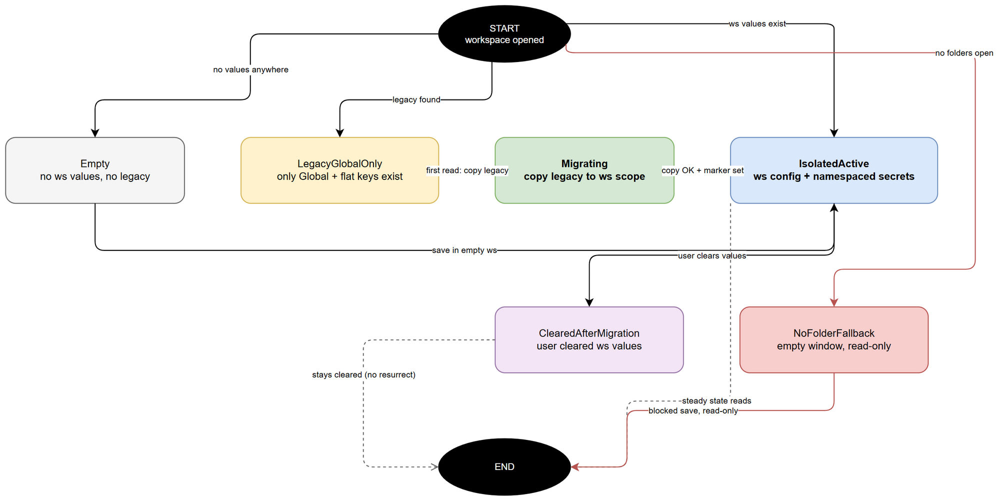 START
workspace opened
ws values exist
no folders open
no values anywhere
legacy found
Empty
no ws values, no legacy
LegacyGlobalOnly
only Global + flat keys exist
first read: copy legacy
Migrating
copy legacy to ws scope
copy OK + marker set
IsolatedActive
ws config + namespaced secrets
save in empty ws
user clears values
ClearedAfterMigration
user cleared ws values
NoFolderFallback
empty window, read-only
stays cleared (no resurrect)
steady state reads
blocked save, read-only
END